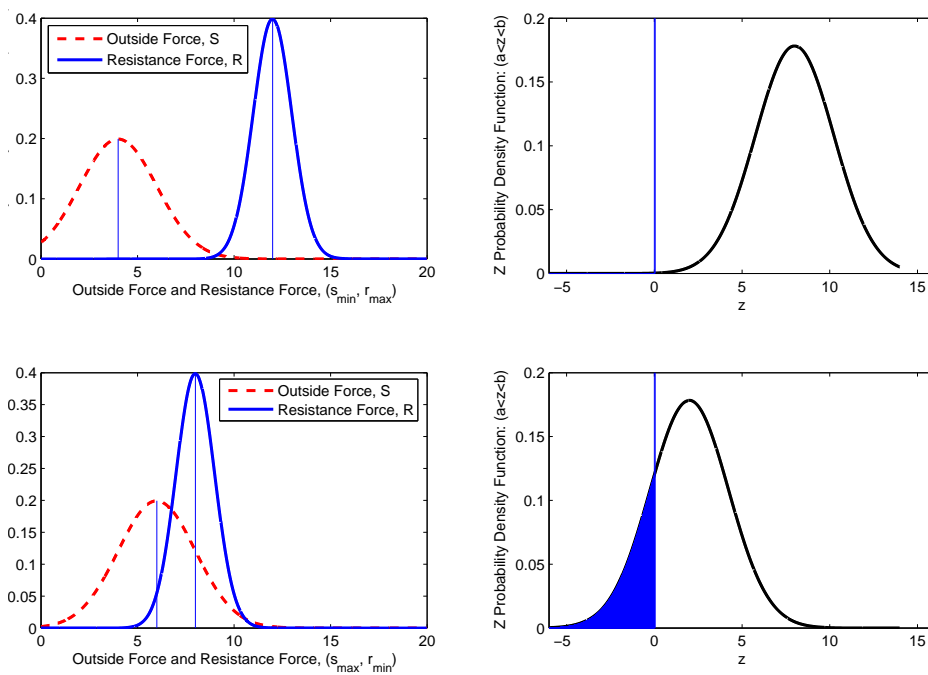 0.4
0.3
0.2
0.1
0
0 5 10 15 20
Outside Force, S
Resistance Force, R
Outside Force and Resistance Force, (s_min, r_max)
0.2
0.15
0.1
0.05
0
−5 0 5 10 15
Z Probability Density Function: (a<z<b)
z
0.4
0.35
0.3
0.25
0.2
0.15
0.1
0.05
0
0 5 10 15 20
Outside Force, S
Resistance Force, R
Outside Force and Resistance Force, (s_max, r_min)
0.2
0.15
0.1
0.05
0
−5 0 5 10 15
Z Probability Density Function: (a<z<b)
z